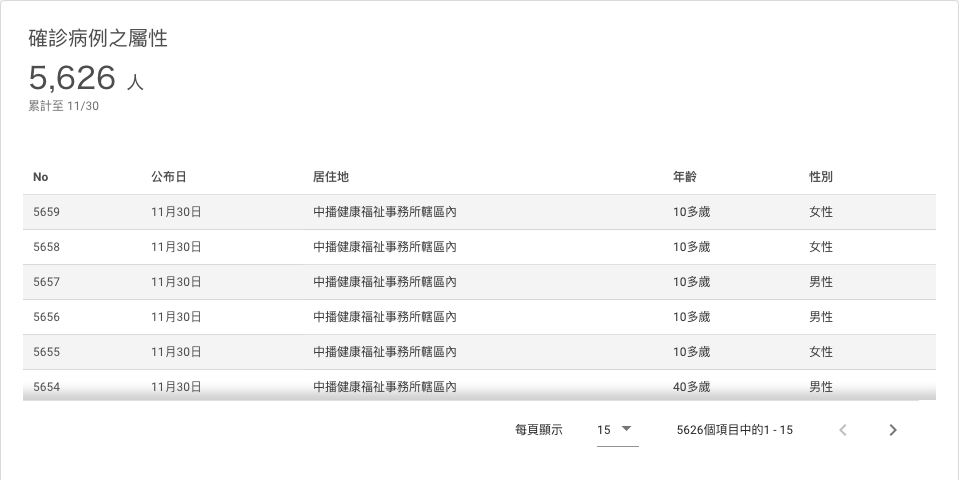 確診病例之屬性
5,626 人
累計至 11/30
No 公布日 居住地 年齡 性別
5659 11月30日 中播健康福祉事務所轄區內 10多歲 女性
5658 11月30日 中播健康福祉事務所轄區內 10多歲 女性
5657 11月30日 中播健康福祉事務所轄區內 10多歲 男性
5656 11月30日 中播健康福祉事務所轄區內 10多歲 男性
5655 11月30日 中播健康福祉事務所轄區內 10多歲 女性
5654 11月30日 中播健康福祉事務所轄區內 40多歲 男性
每頁顯示 15 5626個項目中的1 - 15